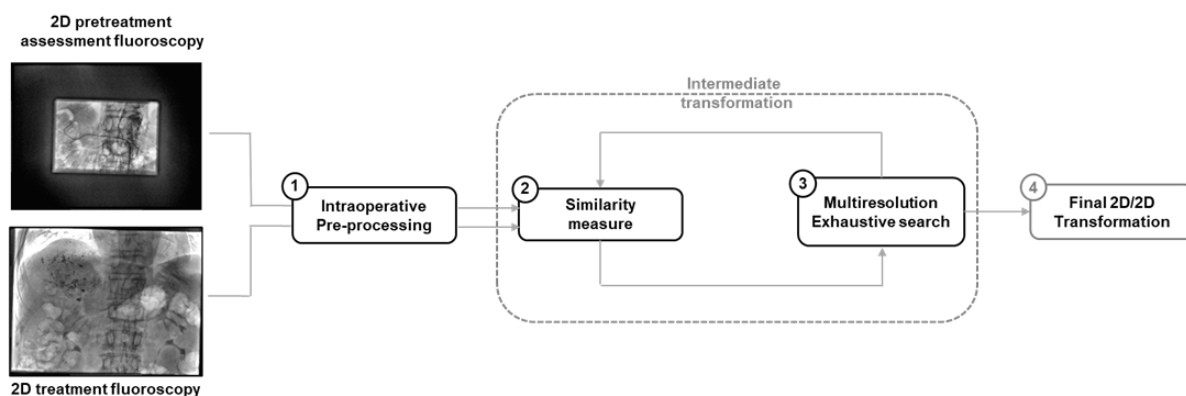 2D pretreatment
assessment fluoroscopy
2D treatment fluoroscopy
1
Intraoperative
Pre-processing
Intermediate
transformation
2
Similarity
measure
3
Multiresolution
Exhaustive search
4
Final 2D/2D
Transformation